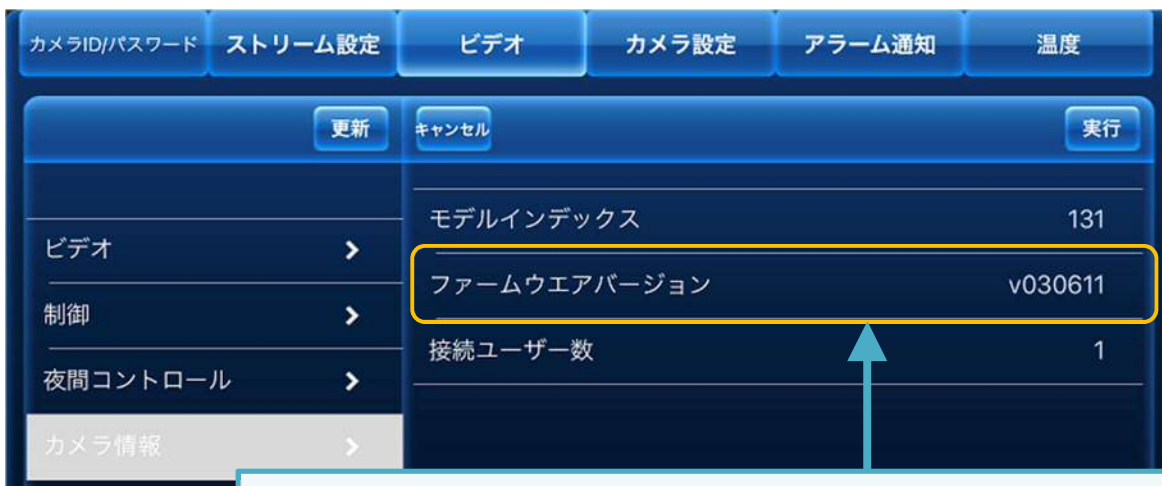 カメラID/パスワード ストリーム設定 ビデオ カメラ設定 アラーム通知 温度
更新 キャンセル 実行
モデルインデックス 131
ビデオ
ファームウエアバージョン v030611
制御
接続ユーザー数 1
夜間コントロール
カメラ情報